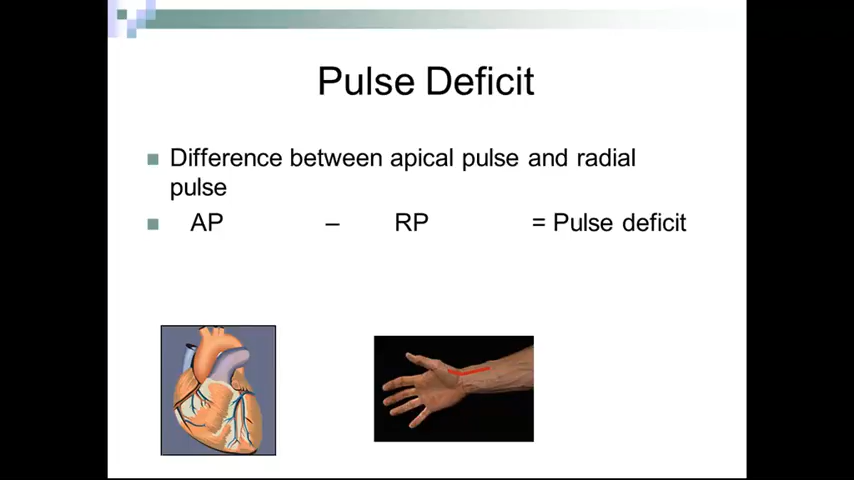 Pulse Deficit
Difference between apical pulse and radial
pulse
AP – RP = Pulse deficit